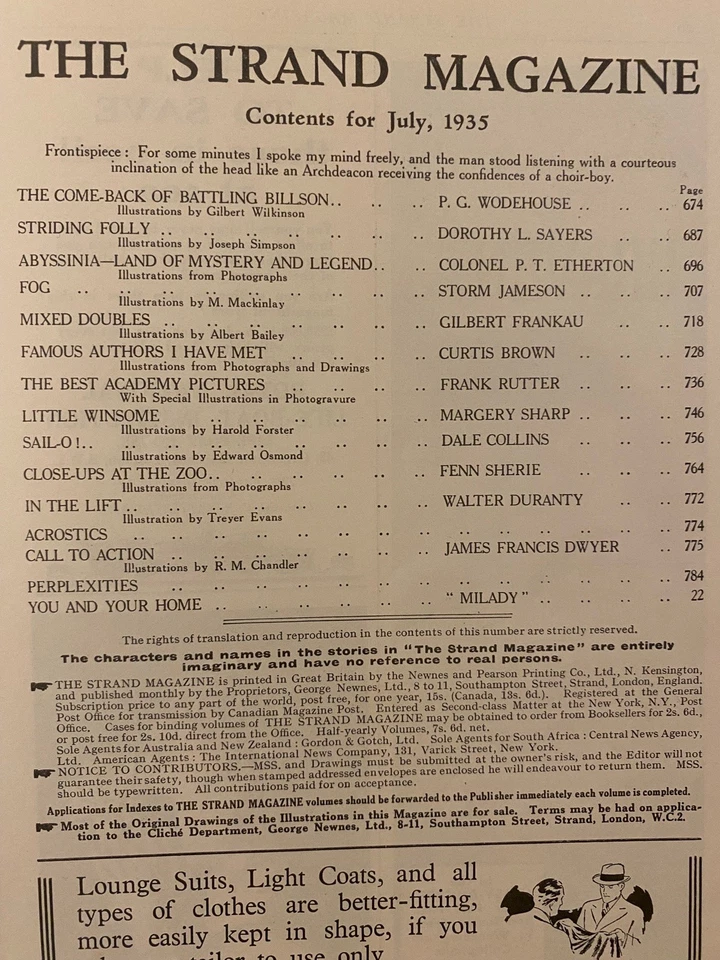 THE STRAND MAGAZINE
Contents for July, 1935
Frontispiece : For some minutes I spoke my mind freely, and the man stood listening with a courteous
inclination of the head like an Archdeacon receiving the confidences of a choir-boy.
Page
THE COME-BACK OF BATTLING BILLSON.. .. .. P. G. WODEHOUSE .. .. .. 674
Illustrations by Gilbert Wilkinson
STRIDING FOLLY .. .. .. .. .. .. .. DOROTHY L. SAYERS .. .. 687
Illustrations by Joseph Simpson
ABYSSINIA—LAND OF MYSTERY AND LEGEND.. .. COLONEL P. T. ETHERTON .. 696
Illustrations from Photographs
FOG .. .. .. .. .. .. .. .. STORM JAMESON .. .. .. 707
Illustrations by M. Mackinlay
MIXED DOUBLES .. .. .. .. .. .. .. GILBERT FRANKAU .. .. 718
Illustrations by Albert Bailey
FAMOUS AUTHORS I HAVE MET .. .. .. .. CURTIS BROWN .. .. .. 728
Illustrations from Photographs and Drawings
THE BEST ACADEMY PICTURES .. .. .. .. FRANK RUTTER .. .. .. 736
With Special Illustrations in Photogravure
LITTLE WINSOME .. .. .. .. .. .. MARGERY SHARP .. .. .. 746
Illustrations by Harold Forster
SAIL-O !.. .. .. .. .. .. .. .. DALE COLLINS .. .. .. 756
Illustrations by Edward Osmond
CLOSE-UPS AT THE ZOO.. .. .. .. .. .. FENN SHERIE .. .. .. 764
Illustrations from Photographs
IN THE LIFT .. .. .. .. .. .. .. WALTER DURANTY .. .. 772
Illustration by Treyer Evans
ACROSTICS .. .. .. .. .. .. .. .. .. .. .. 774
CALL TO ACTION .. .. .. .. .. .. JAMES FRANCIS DWYER .. 775
Illustrations by R. M. Chandler
PERPLEXITIES .. .. .. .. .. .. .. .. .. .. 784
YOU AND YOUR HOME .. .. .. .. .. " MILADY " .. .. .. .. 22
The rights of translation and reproduction in the contents of this number are strictly reserved.
The characters and names in the stories in "The Strand Magazine" are entirely
imaginary and have no reference to real persons.
THE STRAND MAGAZINE is printed in Great Britain by the Newnes and Pearson Printing Co., Ltd., N. Kensington,
and published monthly by the Proprietors, George Newnes, Ltd., 8 to 11, Southampton Street, Strand, London, England.
Subscription price to any part of the world, post free, for one year, 15s. (Canada, 13s. 6d.). Registered at the General
Post Office for transmission by Canadian Magazine Post. Entered as Second-class Matter at the New York, N.Y., Post
Office. Cases for binding volumes of THE STRAND MAGAZINE may be obtained to order from Booksellers for 2s. 6d.,
or post free for 2s. 10d. direct from the Office. Half-yearly Volumes, 7s. 6d. net.
Sole Agents for Australia and New Zealand : Gordon & Gotch, Ltd. Sole Agents for South Africa : Central News Agency,
Ltd. American Agents : The International News Company, 131, Varick Street, New York.
NOTICE TO CONTRIBUTORS.—MSS. and Drawings must be submitted at the owner's risk, and the Editor will not
guarantee their safety, though when stamped addressed envelopes are enclosed he will endeavour to return them. MSS.
should be typewritten. All contributions paid for on acceptance.
Applications for Indexes to THE STRAND MAGAZINE volumes should be forwarded to the Publisher immediately each volume is completed.
Most of the Original Drawings of the Illustrations in this Magazine are for sale. Terms may be had on applica-
tion to the Cliché Department, George Newnes, Ltd., 8-11, Southampton Street, Strand, London, W.C.2.
Lounge Suits, Light Coats, and all
types of clothes are better-fitting,
more easily kept in shape, if you
tailor to use only